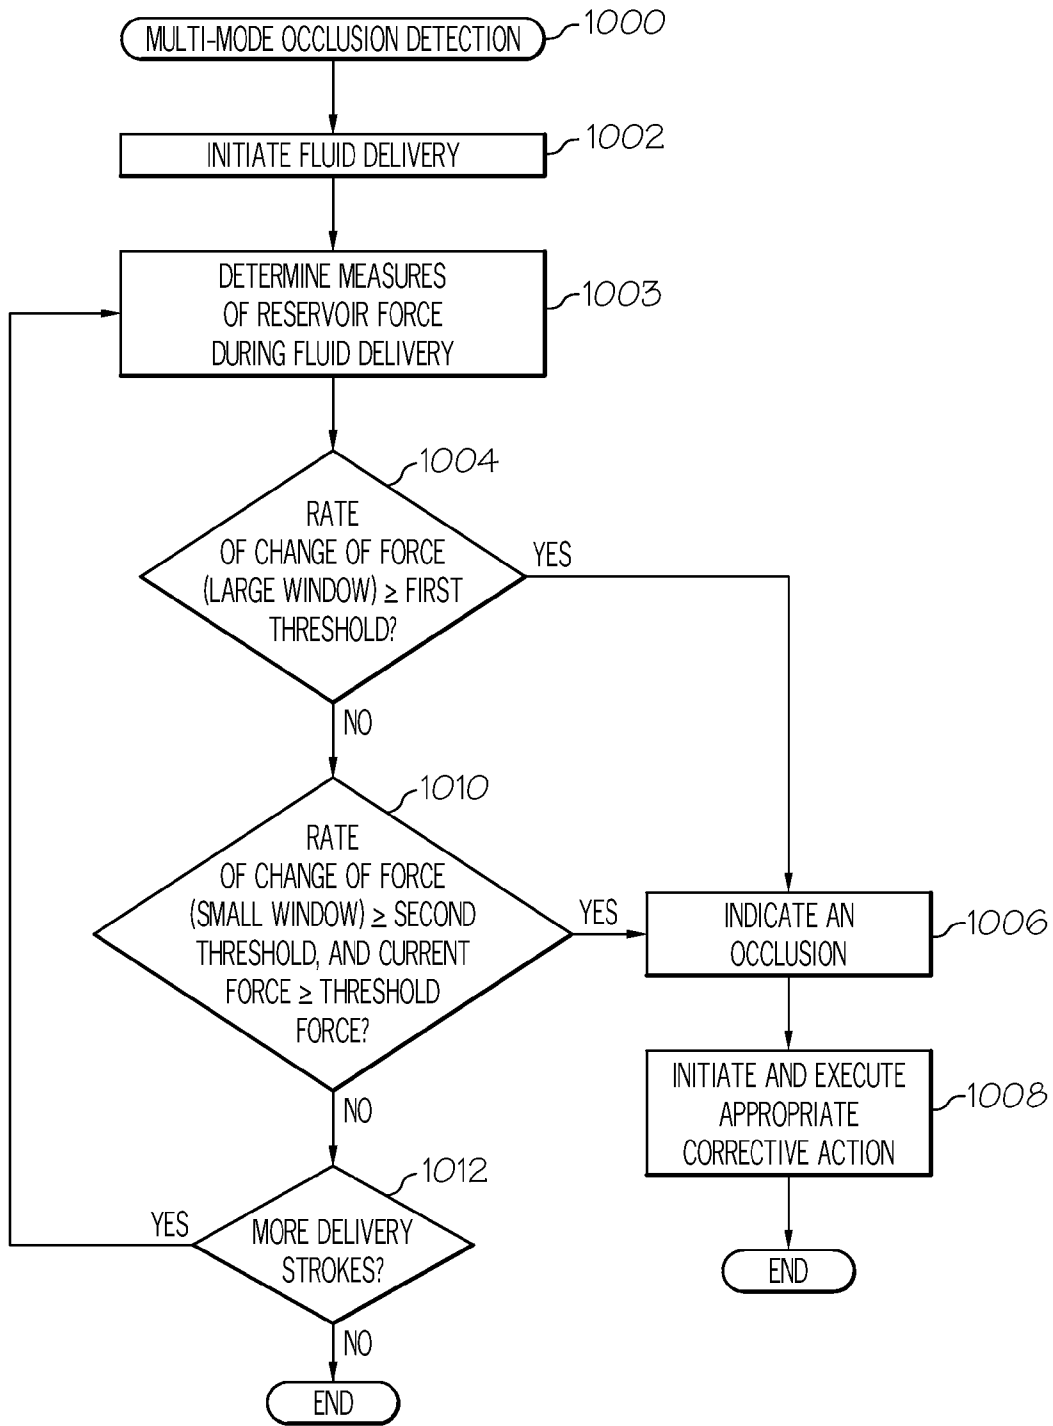 MULTI-MODE OCCLUSION DETECTION
1000
INITIATE FLUID DELIVERY
1002
DETERMINE MEASURES
OF RESERVOIR FORCE
DURING FLUID DELIVERY
1003
1004
RATE
OF CHANGE OF FORCE
(LARGE WINDOW) ≥ FIRST
THRESHOLD?
YES
NO
1010
RATE
OF CHANGE OF FORCE
(SMALL WINDOW) ≥ SECOND
THRESHOLD, AND CURRENT
FORCE ≥ THRESHOLD
FORCE?
YES
NO
INDICATE AN
OCCLUSION
1006
INITIATE AND EXECUTE
APPROPRIATE
CORRECTIVE ACTION
1008
END
1012
MORE DELIVERY
STROKES?
YES
NO
END